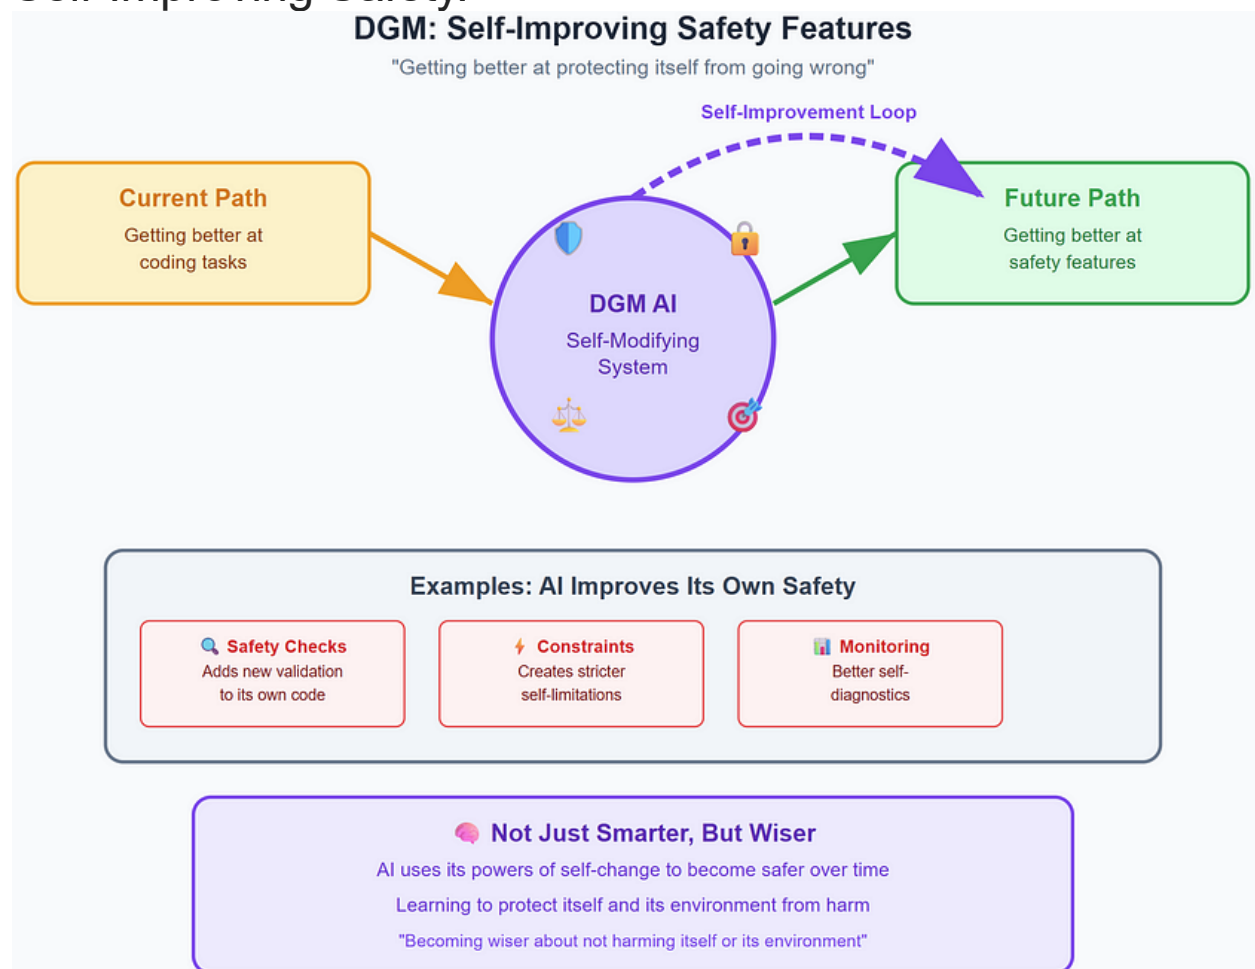 Self-Improving Safety.
DGM: Self-Improving Safety Features
"Getting better at protecting itself from going wrong"
Self-Improvement Loop
Current Path
Getting better at
coding tasks
DGM AI
Self-Modifying
System
Future Path
Getting better at
safety features
Examples: AI Improves Its Own Safety
Safety Checks
Adds new validation
to its own code
Constraints
Creates stricter
self-limitations
Monitoring
Better self-
diagnostics
Not Just Smarter, But Wiser
AI uses its powers of self-change to become safer over time
Learning to protect itself and its environment from harm
"Becoming wiser about not harming itself or its environment"